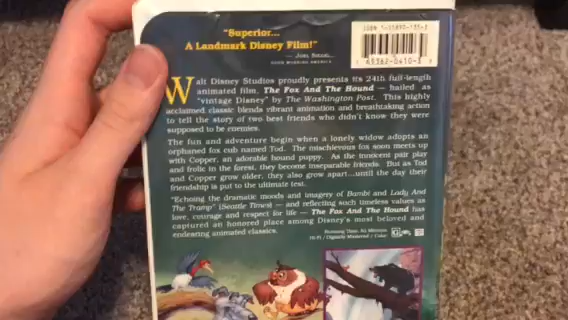 "Superior...
A Landmark Disney Film!"
— Joel Siegel,
GOOD MORNING AMERICA
Walt Disney Studios proudly presents its 24th full-length
animated film, The Fox And The Hound — hailed as
"vintage Disney" by The Washington Post. This highly
acclaimed classic blends vibrant animation and breathtaking action
to tell the story of two best friends who didn't know they were
supposed to be enemies.
The fun and adventure begin when a lonely widow adopts an
orphaned fox cub named Tod. The mischievous fox soon meets up
with Copper, an adorable hound puppy. As the innocent pair play
and frolic in the forest, they become inseparable friends. But as Tod
and Copper grow older, they also grow apart...until the day their
friendship is put to the ultimate test.
"Echoing the dramatic moods and imagery of Bambi and Lady And
The Tramp" (Seattle Times) — and reflecting such timeless values as
love, courage and respect for life — The Fox And The Hound has
captured an honored place among Disney's most beloved and
endearing animated classics.
Hi-Fi / Digitally Mastered / Color